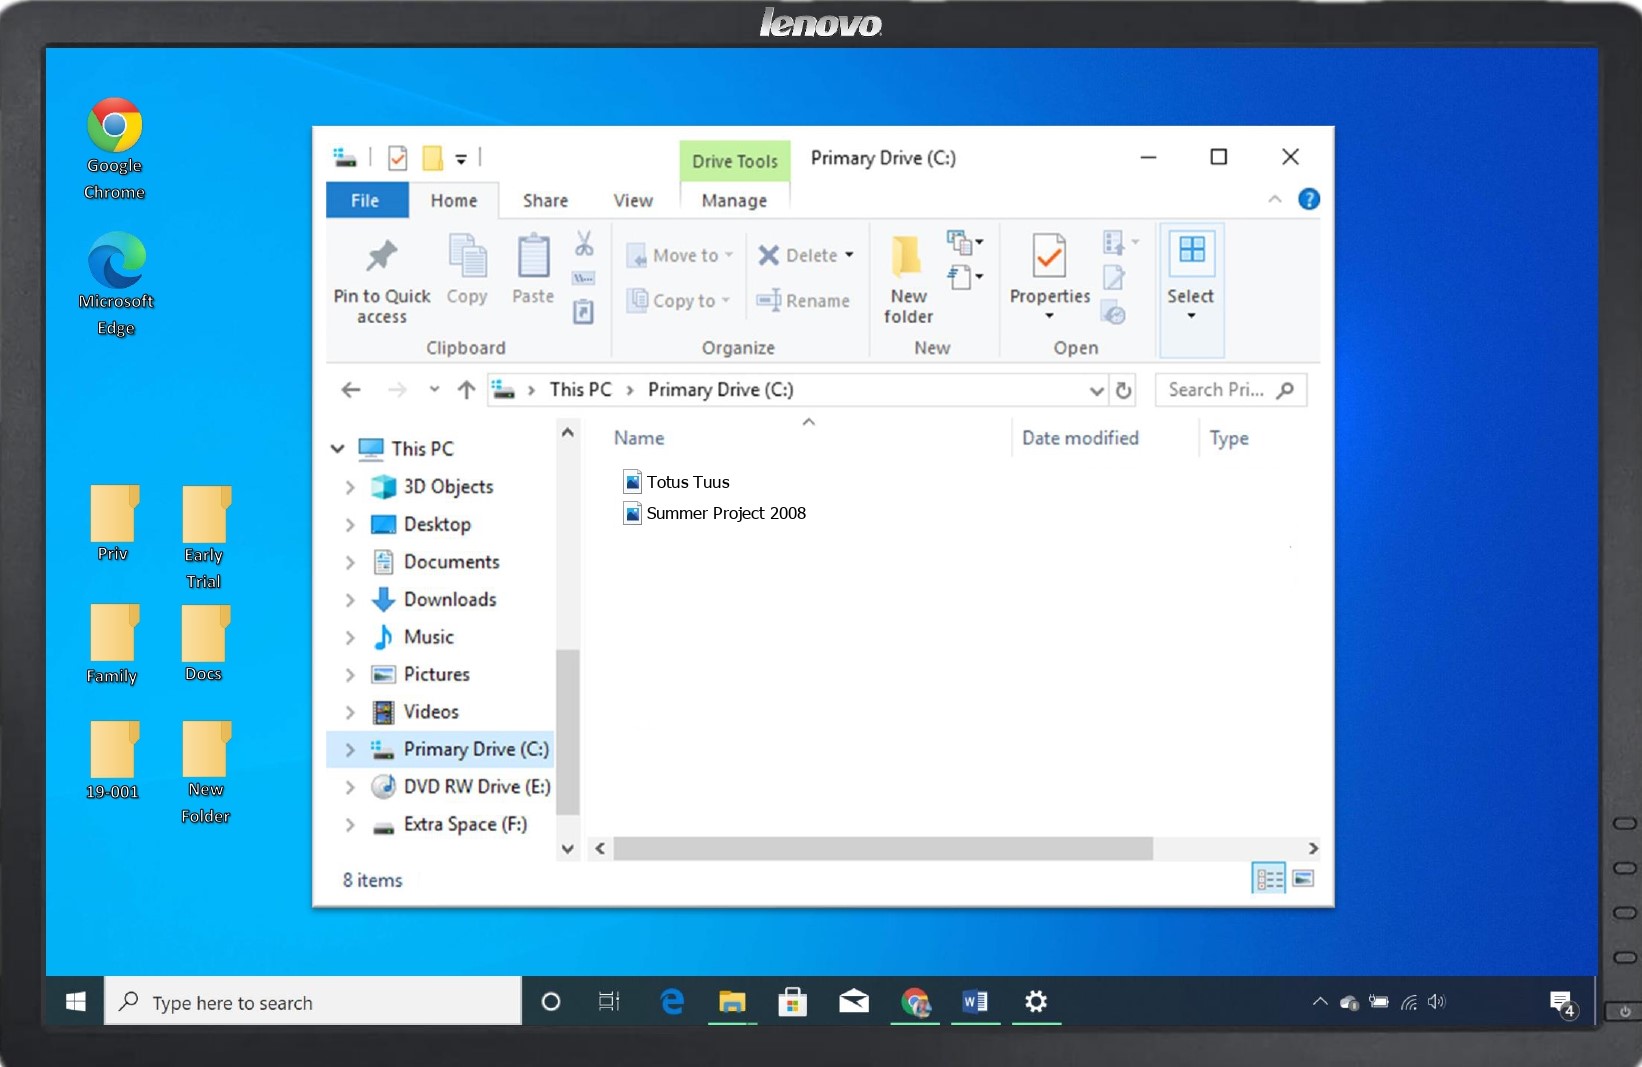 lenovo
Google
Chrome
Microsoft
Edge
Priv
Early
Trial
Family
Docs
19-001
New
Folder
Drive Tools
Primary Drive (C:)
File
Home
Share
View
Manage
Pin to Quick
access
Copy
Paste
Clipboard
Move to
Copy to
Delete
Rename
Organize
New
folder
New
Properties
Open
Select
This PC > Primary Drive (C:)
Search Pri...
This PC
3D Objects
Desktop
Documents
Downloads
Music
Pictures
Videos
Primary Drive (C:)
DVD RW Drive (E:)
Extra Space (F:)
Name
Date modified
Type
Totus Tuus
Summer Project 2008
8 items
Type here to search
4